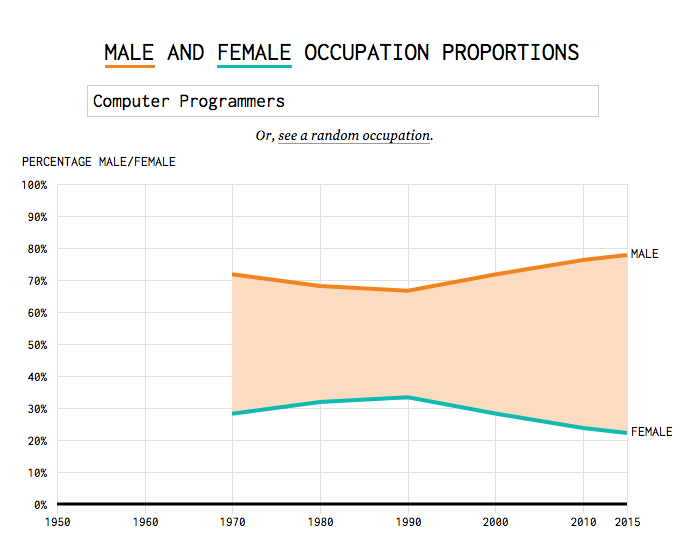 MALE AND FEMALE OCCUPATION PROPORTIONS
Computer Programmers
Or, see a random occupation.
PERCENTAGE MALE/FEMALE
100%
90%
80%
70%
60%
50%
40%
30%
20%
10%
0%
MALE
FEMALE
1950 1960 1970 1980 1990 2000 2010 2015